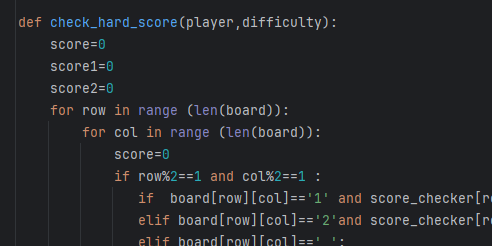 def check_hard_score(player,difficulty):
score=0
score1=0
score2=0
for row in range (len(board)):
for col in range (len(board)):
score=0
if row%2==1 and col%2==1 :
if  board[row][col]=='1' and score_checker[r
elif board[row][col]=='2'and score_checker[ro
elif board[row][col]==' ':